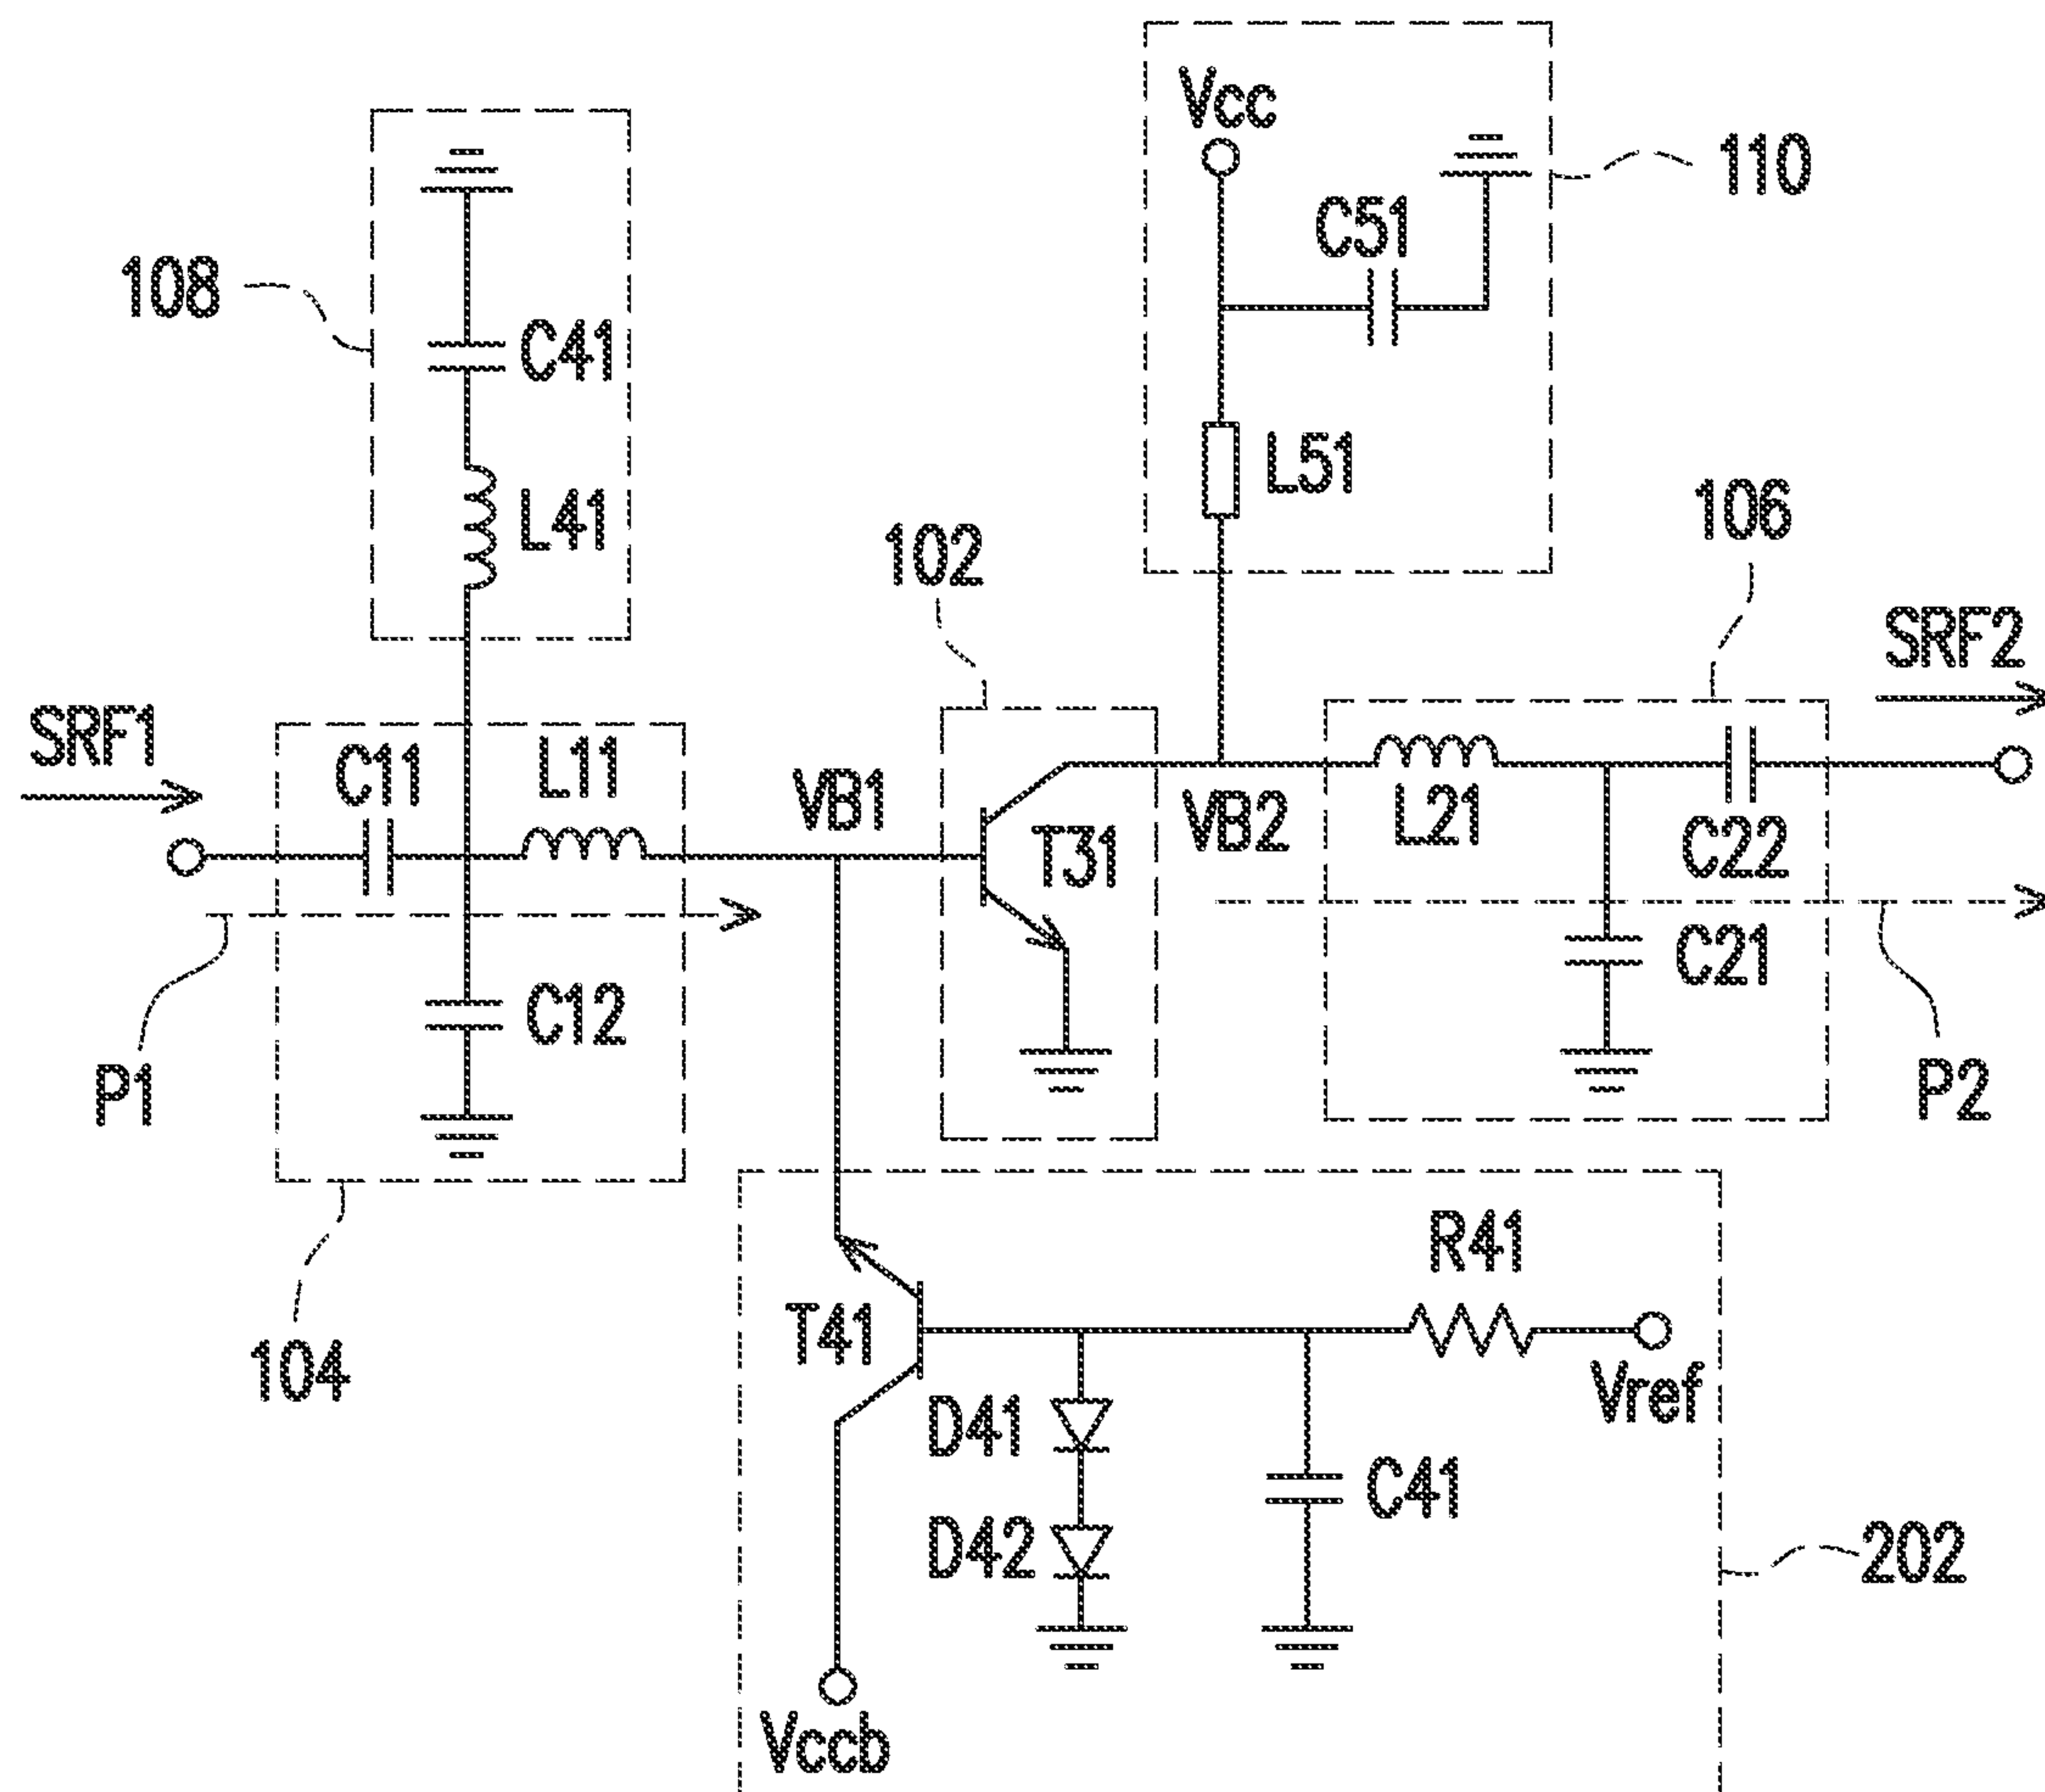 Vcc
110
C51
108
C41
L51
L41
106
102
SRF2
SRF1
C11
L11
VB1
T31
VB2
L21
C22
C21
C12
P1
P2
R41
T41
Vref
104
D41
C41
D42
202
Vccb